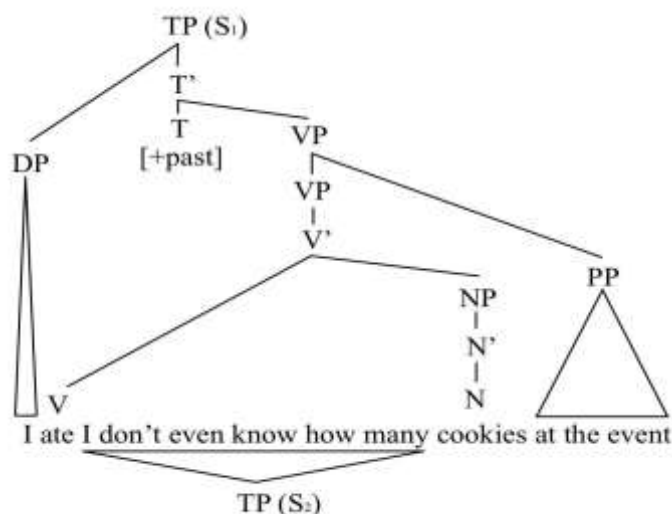 TP (S₁)
T'
T
VP
DP
[+past]
VP
V'
PP
NP
N'
V
N
I ate I don't even know how many cookies at the event
TP (S₂)